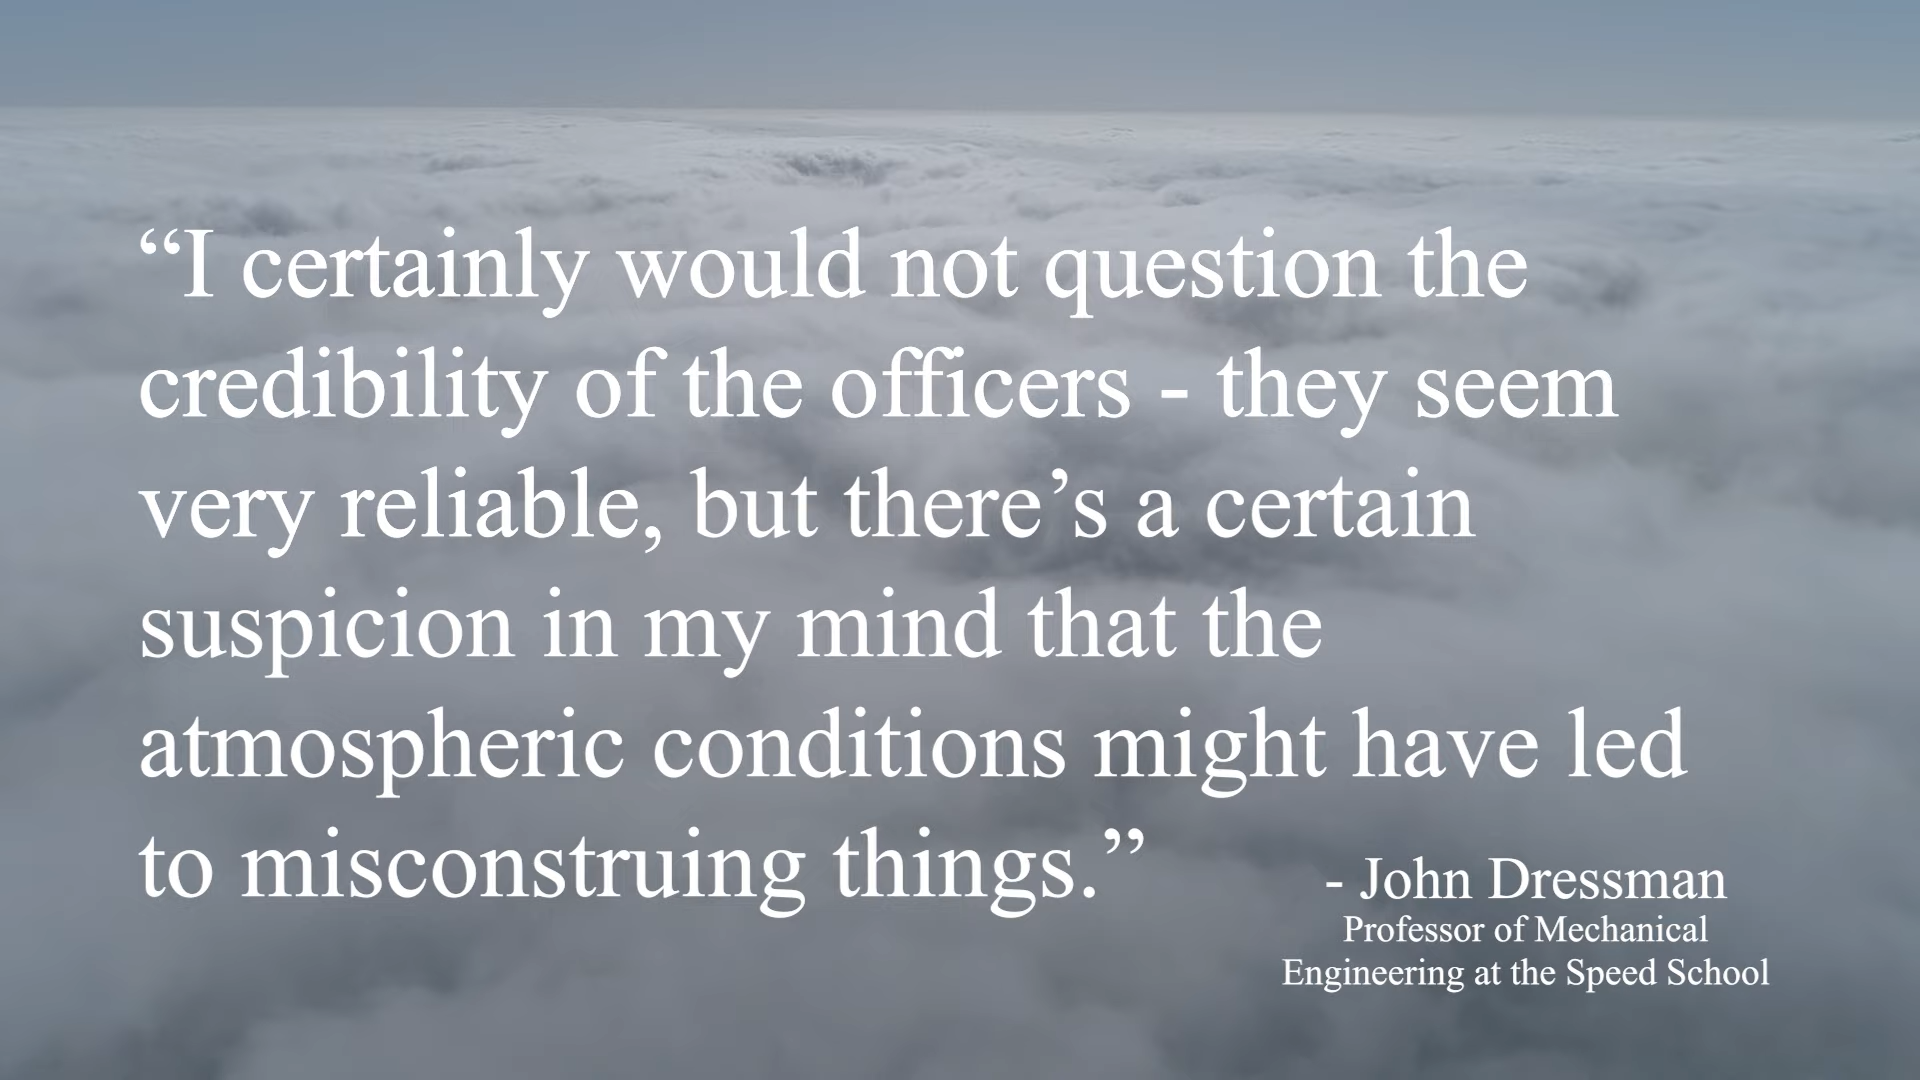 “I certainly would not question the
credibility of the officers - they seem
very reliable, but there’s a certain
suspicion in my mind that the
atmospheric conditions might have led
to misconstruing things.”
- John Dressman
Professor of Mechanical
Engineering at the Speed School